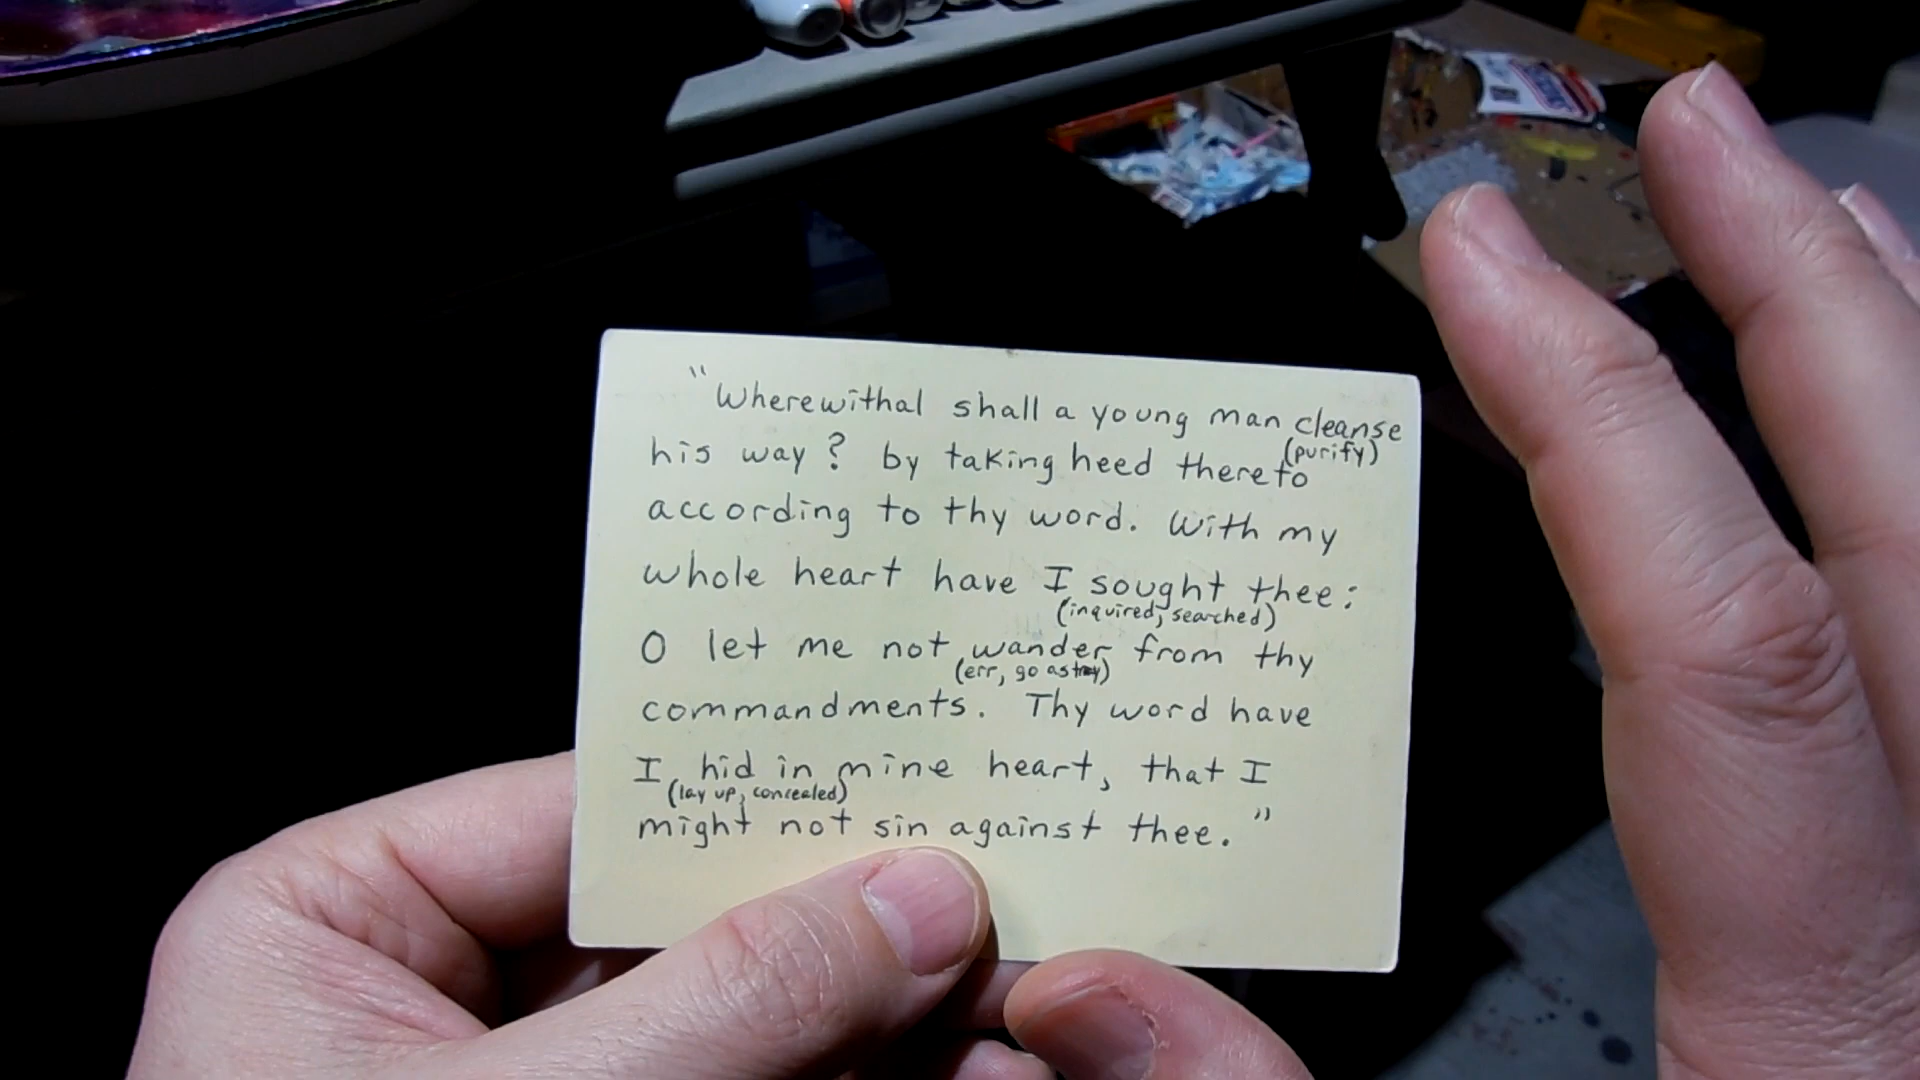 "Wherewithal shall a young man cleanse
(purify)
his way? by taking heed thereto
according to thy word. With my
whole heart have I sought thee:
(inquired, searched)
O let me not wander from thy
(err, go astray)
commandments. Thy word have
I hid in mine heart, that I
(lay up, concealed)
might not sin against thee."